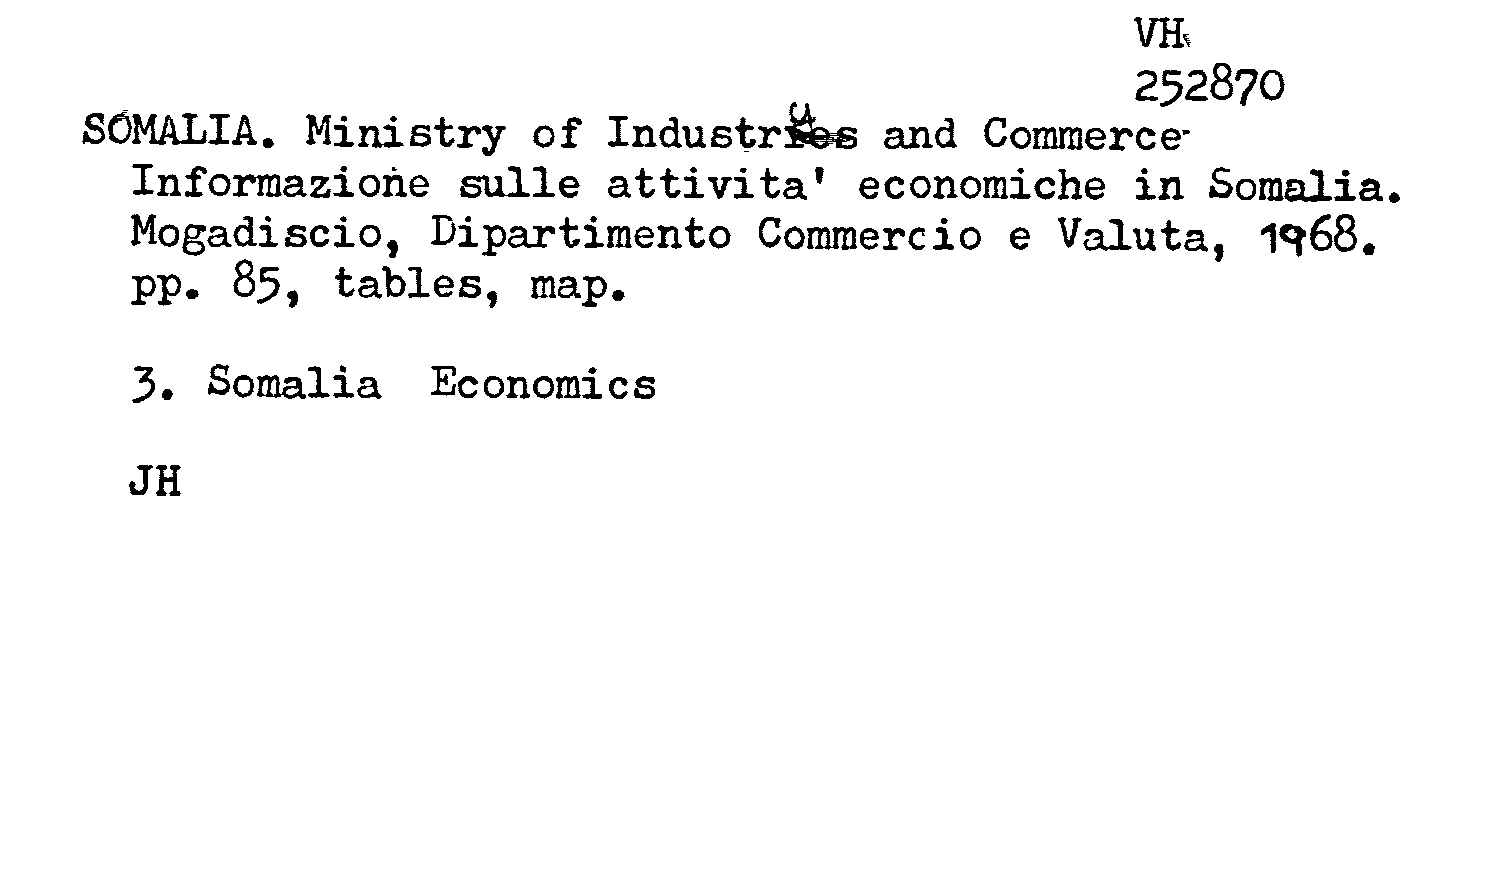 VH
252870
SOMALIA. Ministry of Industry and Commerce
Informazione sulle attivita' economiche in Somalia.
Mogadiscio, Dipartimento Commercio e Valuta, 1968.
pp. 85, tables, map.
3. Somalia Economics
JH